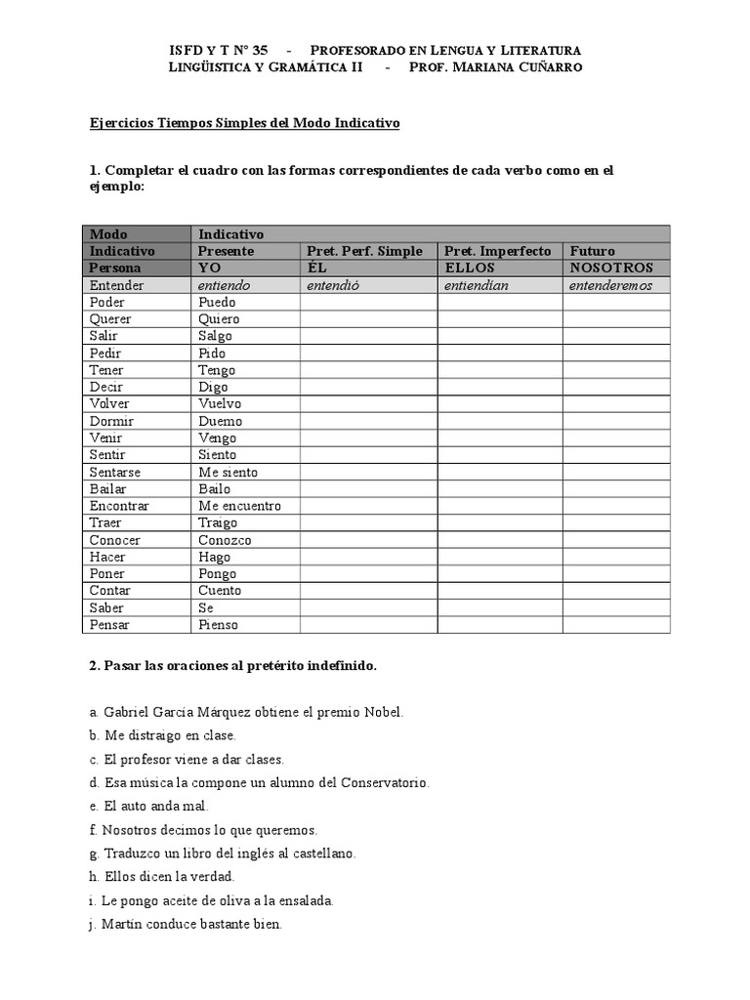 ISFD Y T N° 35 - PROFESORADO EN LENGUA Y LITERATURA
LINGÜISTICA Y GRAMÁTICA II - PROF. MARIANA CUÑARRO
Ejercicios Tiempos Simples del Modo Indicativo
1. Completar el cuadro con las formas correspondientes de cada verbo como en el
ejemplo:
Modo Indicativo
Indicativo Presente Pret. Perf. Simple Pret. Imperfecto Futuro
Persona YO ÉL ELLOS NOSOTROS
Entender entiendo entendió entiendían entenderemos
Poder Puedo
Querer Quiero
Salir Salgo
Pedir Pido
Tener Tengo
Decir Digo
Volver Vuelvo
Dormir Duemo
Venir Vengo
Sentir Siento
Sentarse Me siento
Bailar Bailo
Encontrar Me encuentro
Traer Traigo
Conocer Conozco
Hacer Hago
Poner Pongo
Contar Cuento
Saber Se
Pensar Pienso
2. Pasar las oraciones al pretérito indefinido.
a. Gabriel García Márquez obtiene el premio Nobel.
b. Me distraigo en clase.
c. El profesor viene a dar clases.
d. Esa música la compone un alumno del Conservatorio.
e. El auto anda mal.
f. Nosotros decimos lo que queremos.
g. Traduzco un libro del inglés al castellano.
h. Ellos dicen la verdad.
i. Le pongo aceite de oliva a la ensalada.
j. Martín conduce bastante bien.